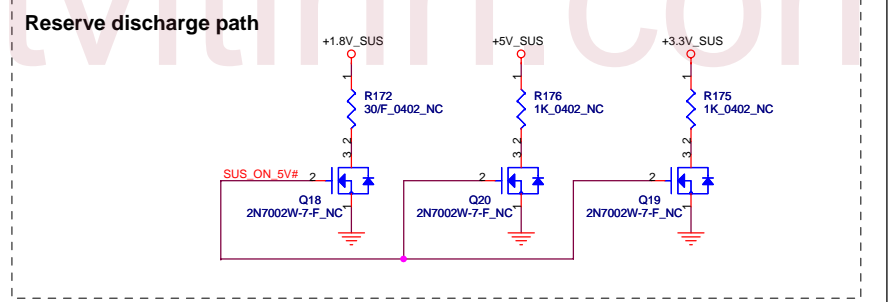 Reserve discharge path
+1.8V_SUS
+5V_SUS
+3.3V_SUS
1
1
1
R172
30/F_0402_NC
R176
1K_0402_NC
R175
1K_0402_NC
2
2
2
3
3
3
SUS_ON_5V#
2
2
2
Q18
2N7002W-7-F_NC
Q20
2N7002W-7-F_NC
Q19
2N7002W-7-F_NC
1
1
1